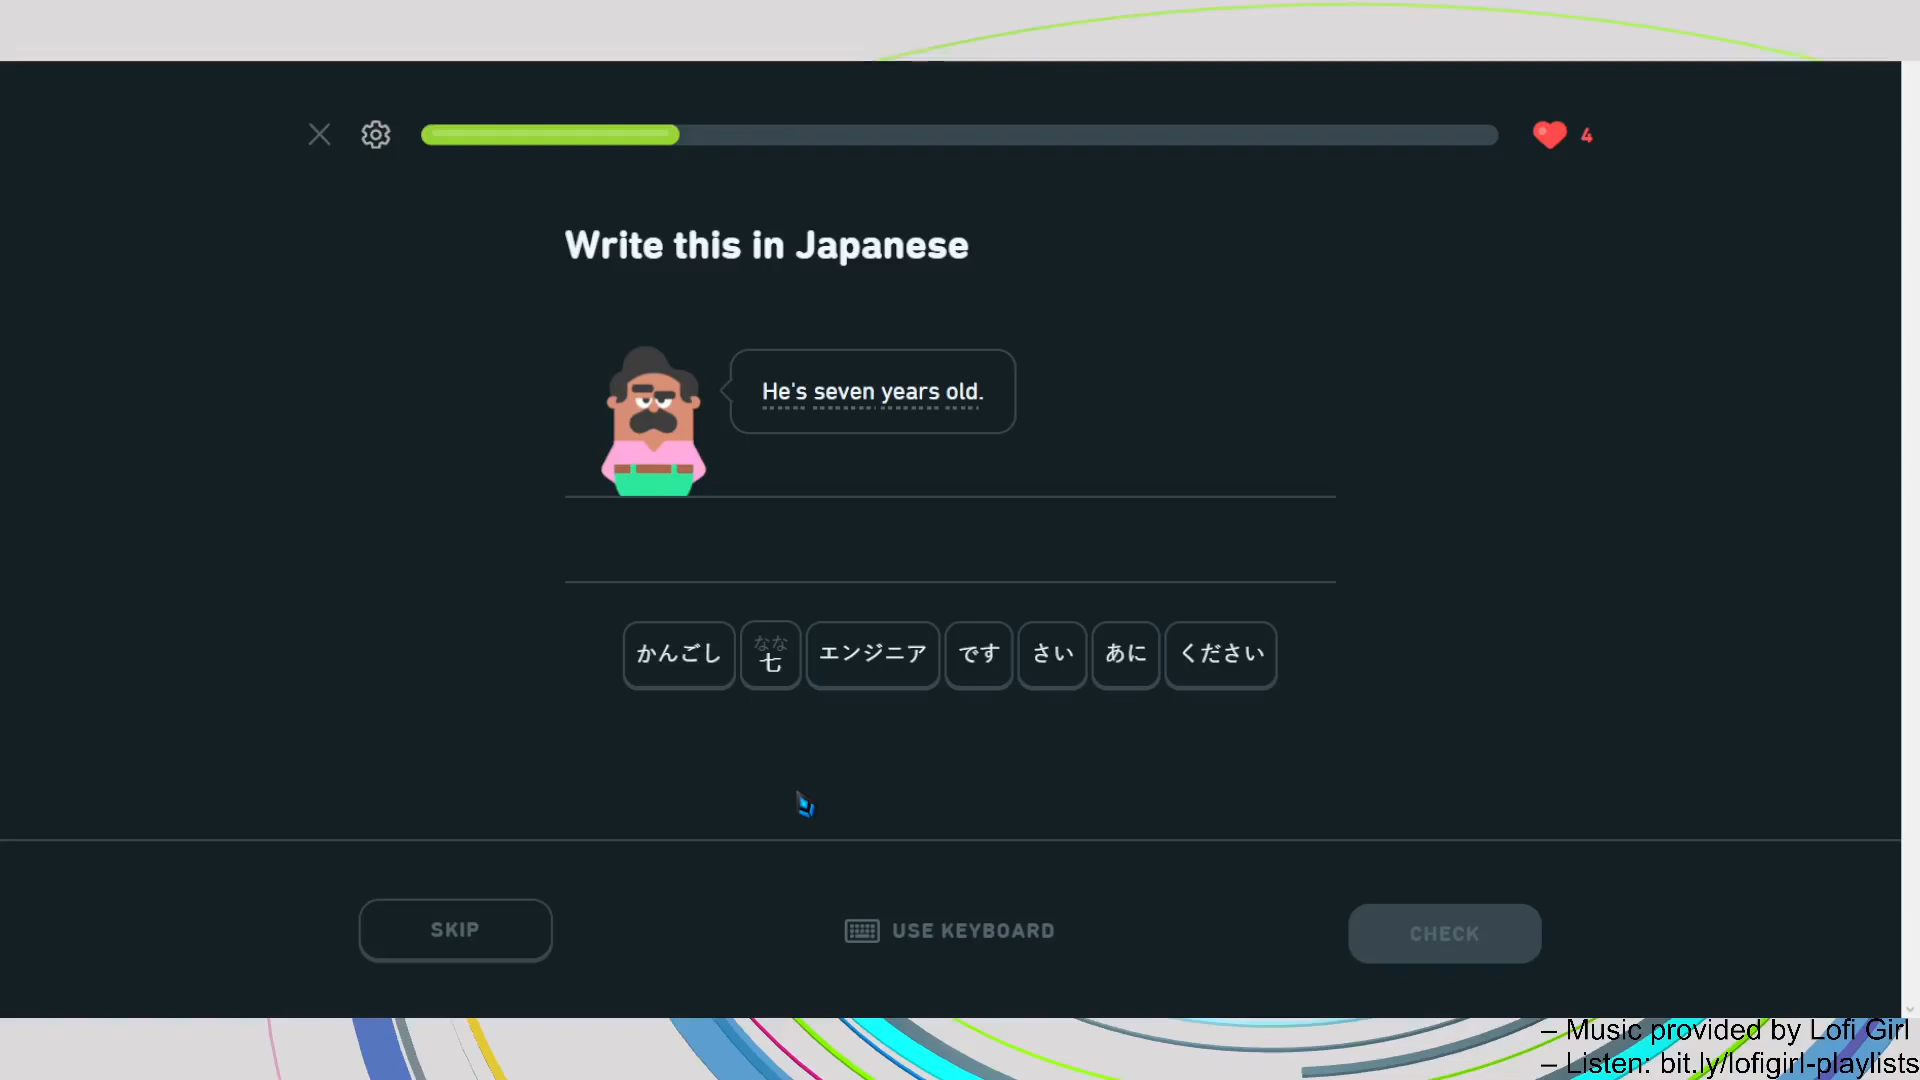 4
Write this in Japanese
He's seven years old.
かんごし
なな
七
エンジニア
です
さい
あに
ください
SKIP
USE KEYBOARD
CHECK
– Music provided by Lofi Girl
– Listen: bit.ly/lofigirl-playlists